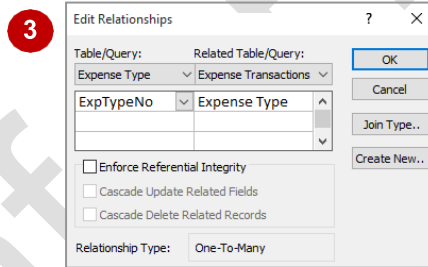 3
Edit Relationships ? ×
Table/Query: Related Table/Query:
Expense Type Expense Transactions
ExpTypeNo Expense Type
OK
Cancel
Join Type..
Create New..
Enforce Referential Integrity
Cascade Update Related Fields
Cascade Delete Related Records
Relationship Type: One-To-Many